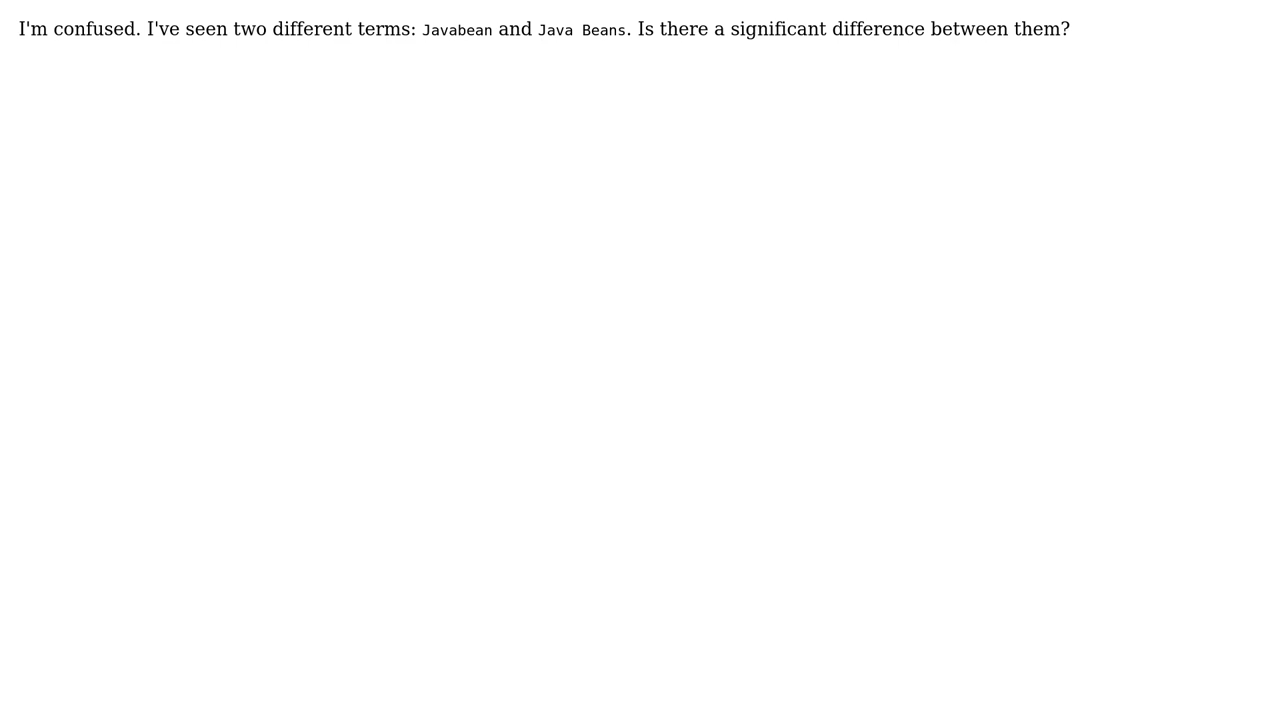 I'm confused. I've seen two different terms: Javabean and Java Beans. Is there a significant difference between them?